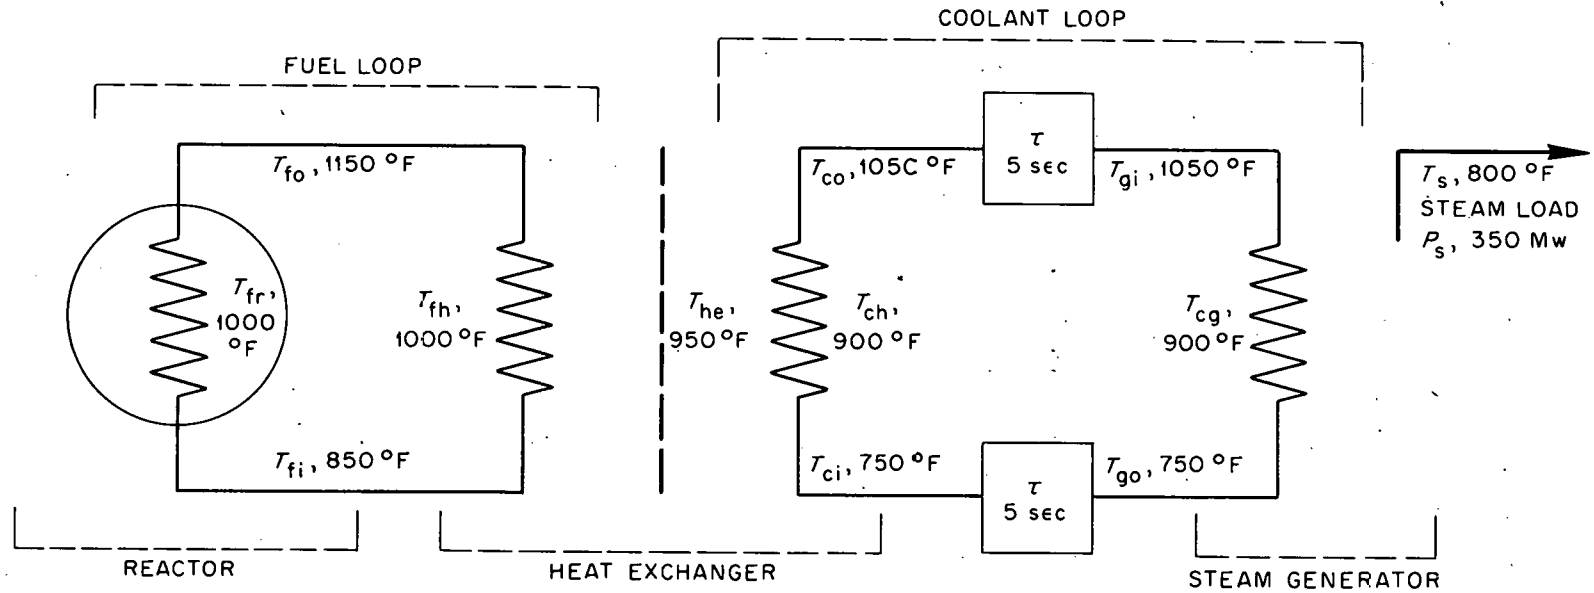 COOLANT LOOP
FUEL LOOP
T_fo, 1150 °F
T_co, 105C °F
τ
5 sec
T_gi, 1050 °F
T_s, 800 °F
STEAM LOAD
P_s, 350 Mw
T_fr,
1000
°F
T_fh,
1000 °F
T_he,
950 °F
T_ch,
900 °F
T_cg,
900 °F
T_fi, 850 °F
T_ci, 750 °F
τ
5 sec
T_go, 750 °F
REACTOR
HEAT EXCHANGER
STEAM GENERATOR